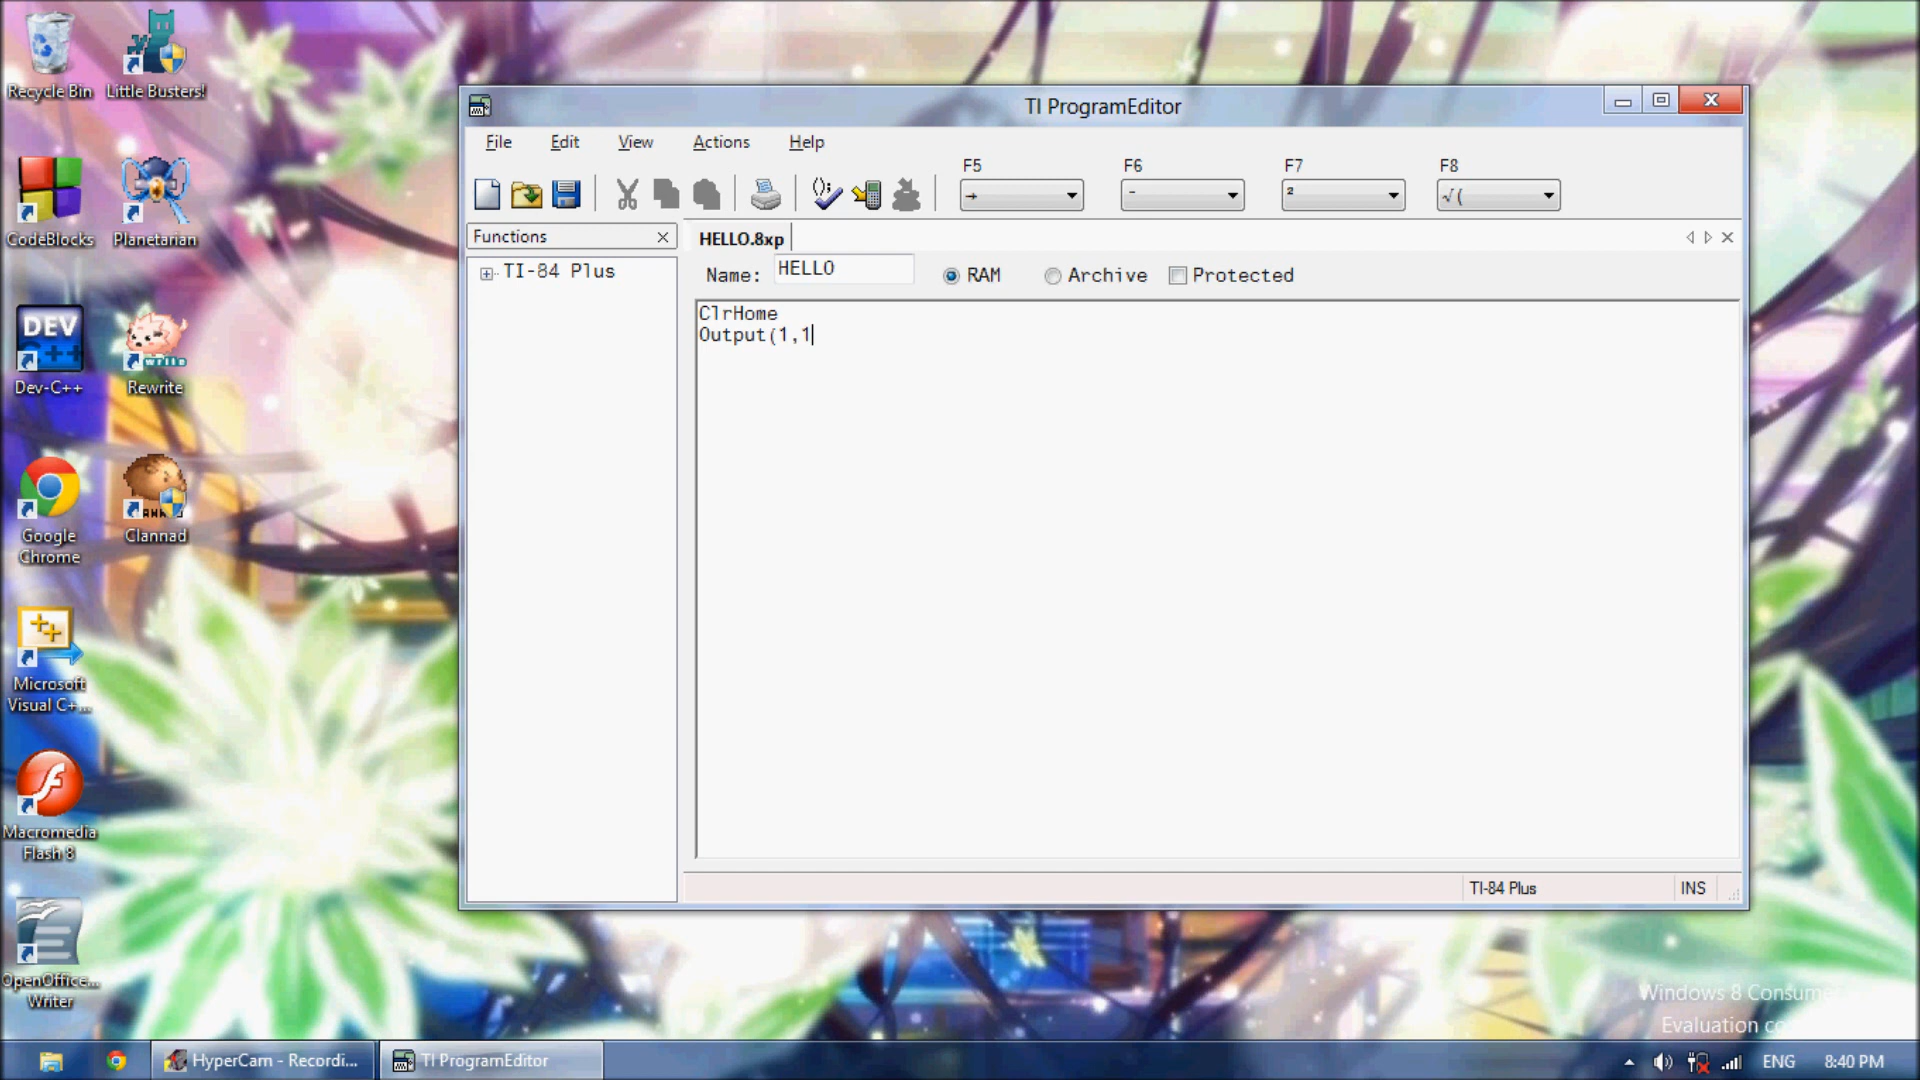 Recycle Bin
Little Busters!
CodeBlocks
Planetarian
DEV
C++
Dev-C++
Rewrite
Google
Chrome
Clannad
Microsoft
Visual C+...
Macromedia
Flash 8
OpenOffice...
Writer
TI ProgramEditor
File Edit View Actions Help
F5 F6 F7 F8
→ ⁻ ² √(
Functions
TI-84 Plus
HELLO.8xp
Name: HELLO RAM Archive Protected
ClrHome
Output(1,1
TI-84 Plus INS
Windows 8 Consume
Evaluation co
HyperCam - Recordi...
TI ProgramEditor
ENG 8:40 PM